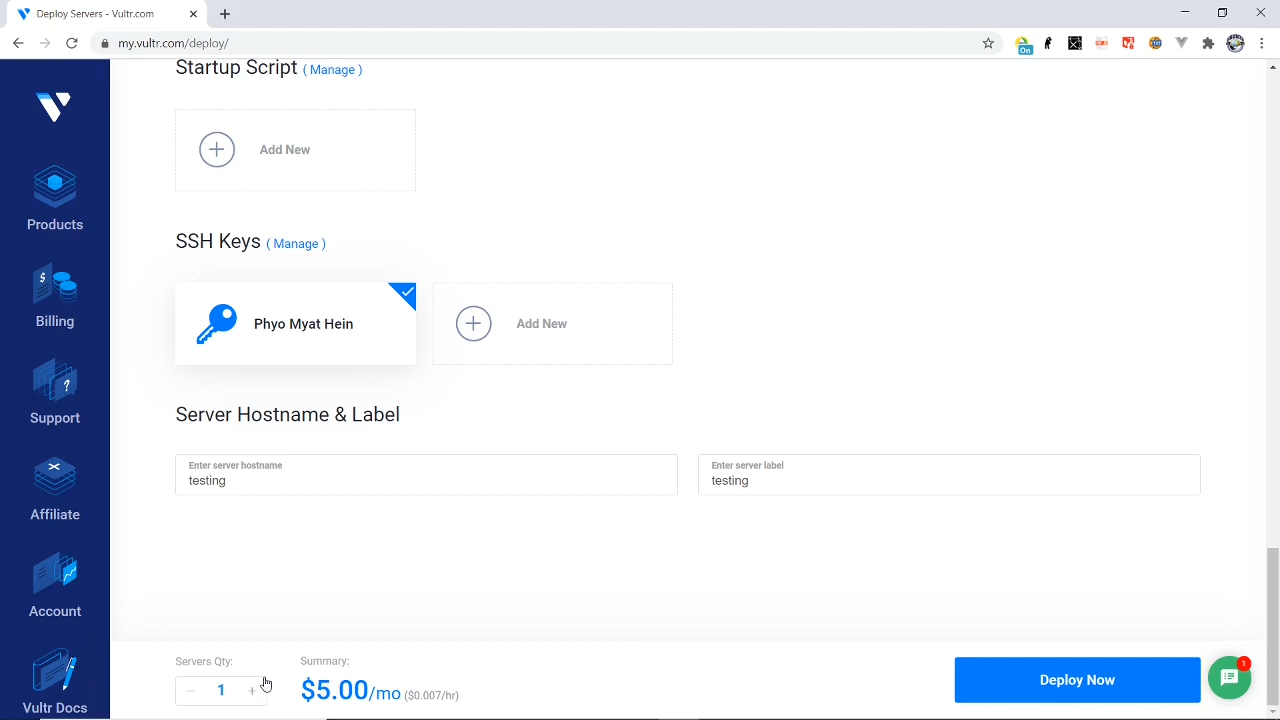 Deploy Servers - Vultr.com
my.vultr.com/deploy/
On
Startup Script ( Manage )
Add New
Products
SSH Keys ( Manage )
$
Billing
Phyo Myat Hein
Add New
?
Support
Server Hostname & Label
Enter server hostname
testing
Enter server label
testing
Affiliate
Account
Servers Qty:
1
Summary:
$5.00/mo ($0.007/hr)
Deploy Now
1
Vultr Docs